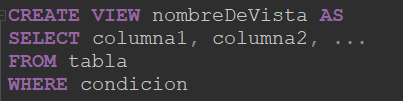 CREATE VIEW nombreDeVista AS
SELECT columna1, columna2, ...
FROM tabla
WHERE condicion